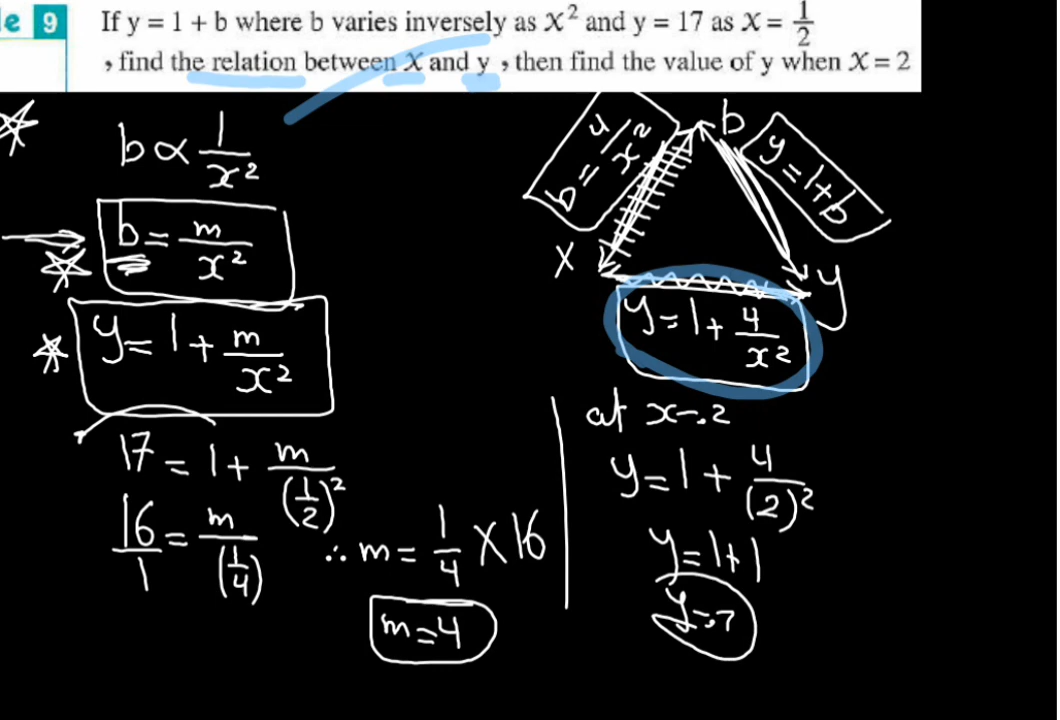 e 9 If y = 1 + b where b varies inversely as x² and y = 17 as x = 1/2
, find the relation between x and y , then find the value of y when x = 2
b ∝ 1/x²
b = m/x²
y = 1 + m/x²
17 = 1 + m/(1/2)²
16/1 = m/(1/4)
∴ m = 1/4 × 16
m = 4
b
b = 4/x²
y = 1 + b
x
y
y = 1 + 4/x²
at x = 2
y = 1 + 4/(2)²
y = 1 + 1